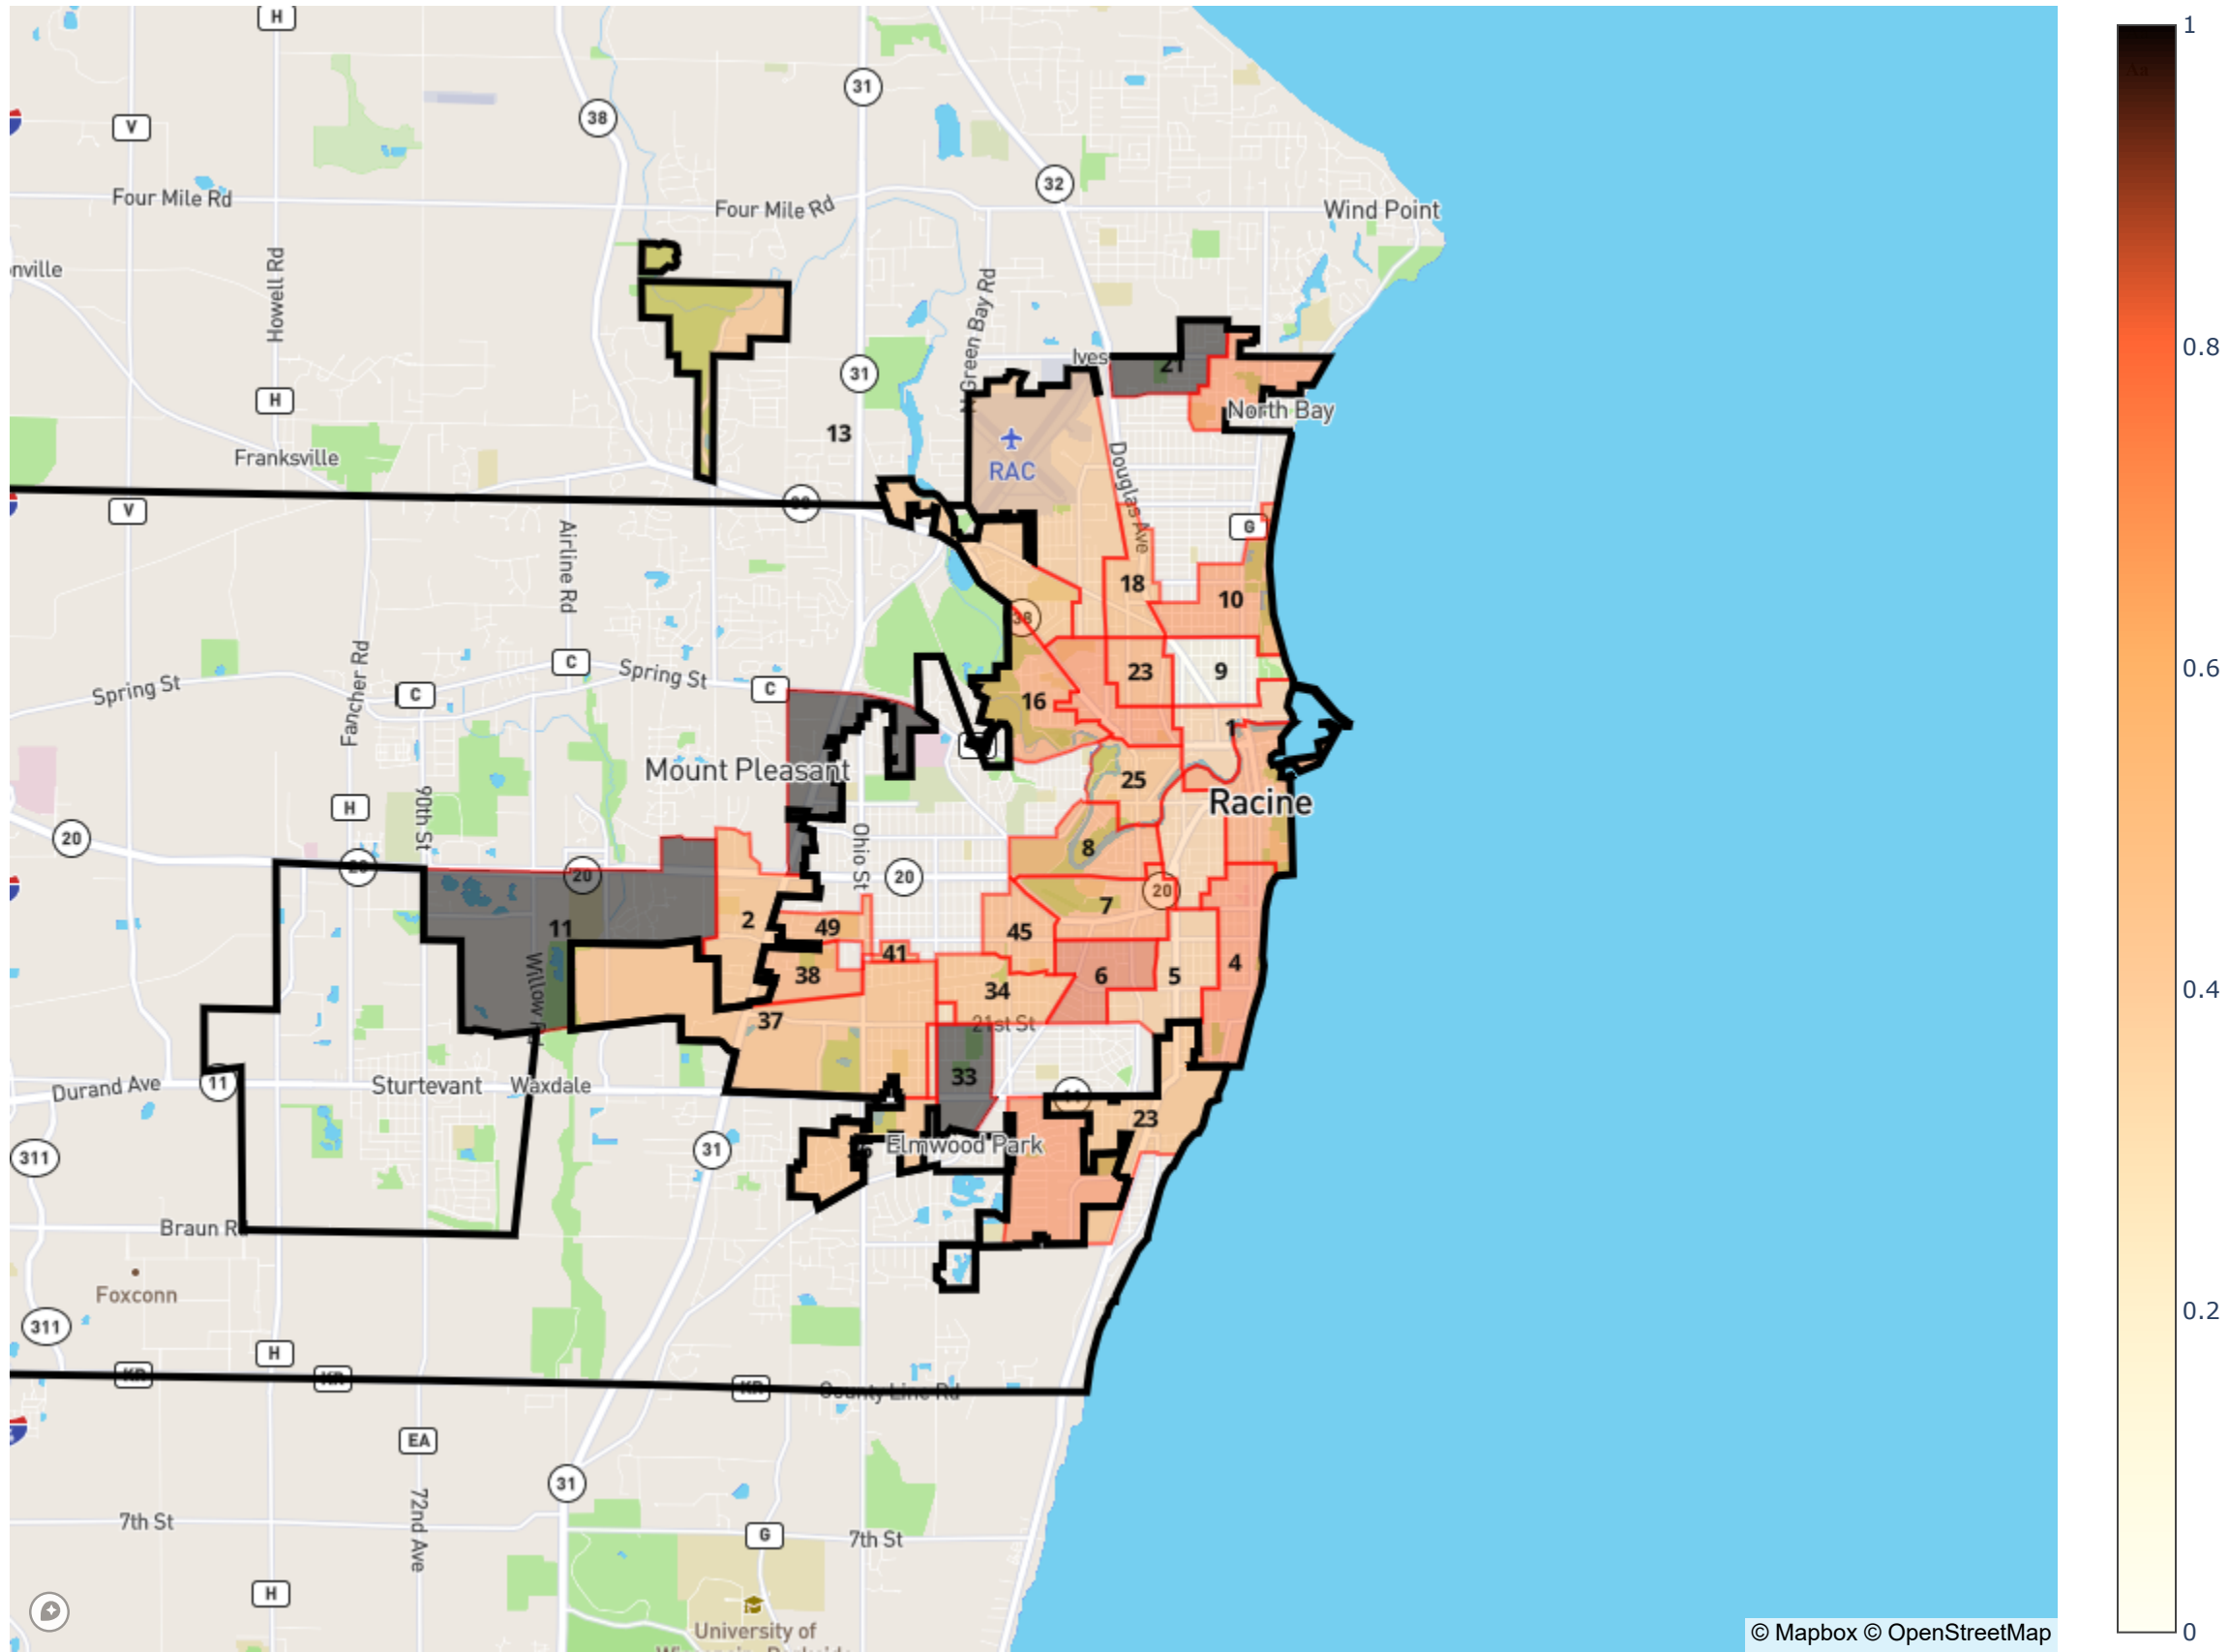 H
31
38
V
32
Four Mile Rd
Four Mile Rd
Wind Point
Howell Rd
N Green Bay Rd
Ives
21
31
H
North Bay
13
RAC
Franksville
Douglas Ave
V
G
Airline Rd
18
10
38
Spring St
Fancher Rd
C
Spring St
C
C
23
9
16
1
Mount Pleasant
25
Racine
90th St
H
20
Ohio St
8
20
20
20
7
11
2
49
45
41
38
6
5
4
34
Willow Rd
37
21st St
33
Durand Ave
11
Sturtevant
Waxdale
11
23
311
31
Elmwood Park
Braun Rd
Foxconn
311
H
KR
KR
KR
County Line Rd
EA
31
72nd Ave
7th St
G
7th St
H
University of
© Mapbox © OpenStreetMap
1
0.8
0.6
0.4
0.2
0